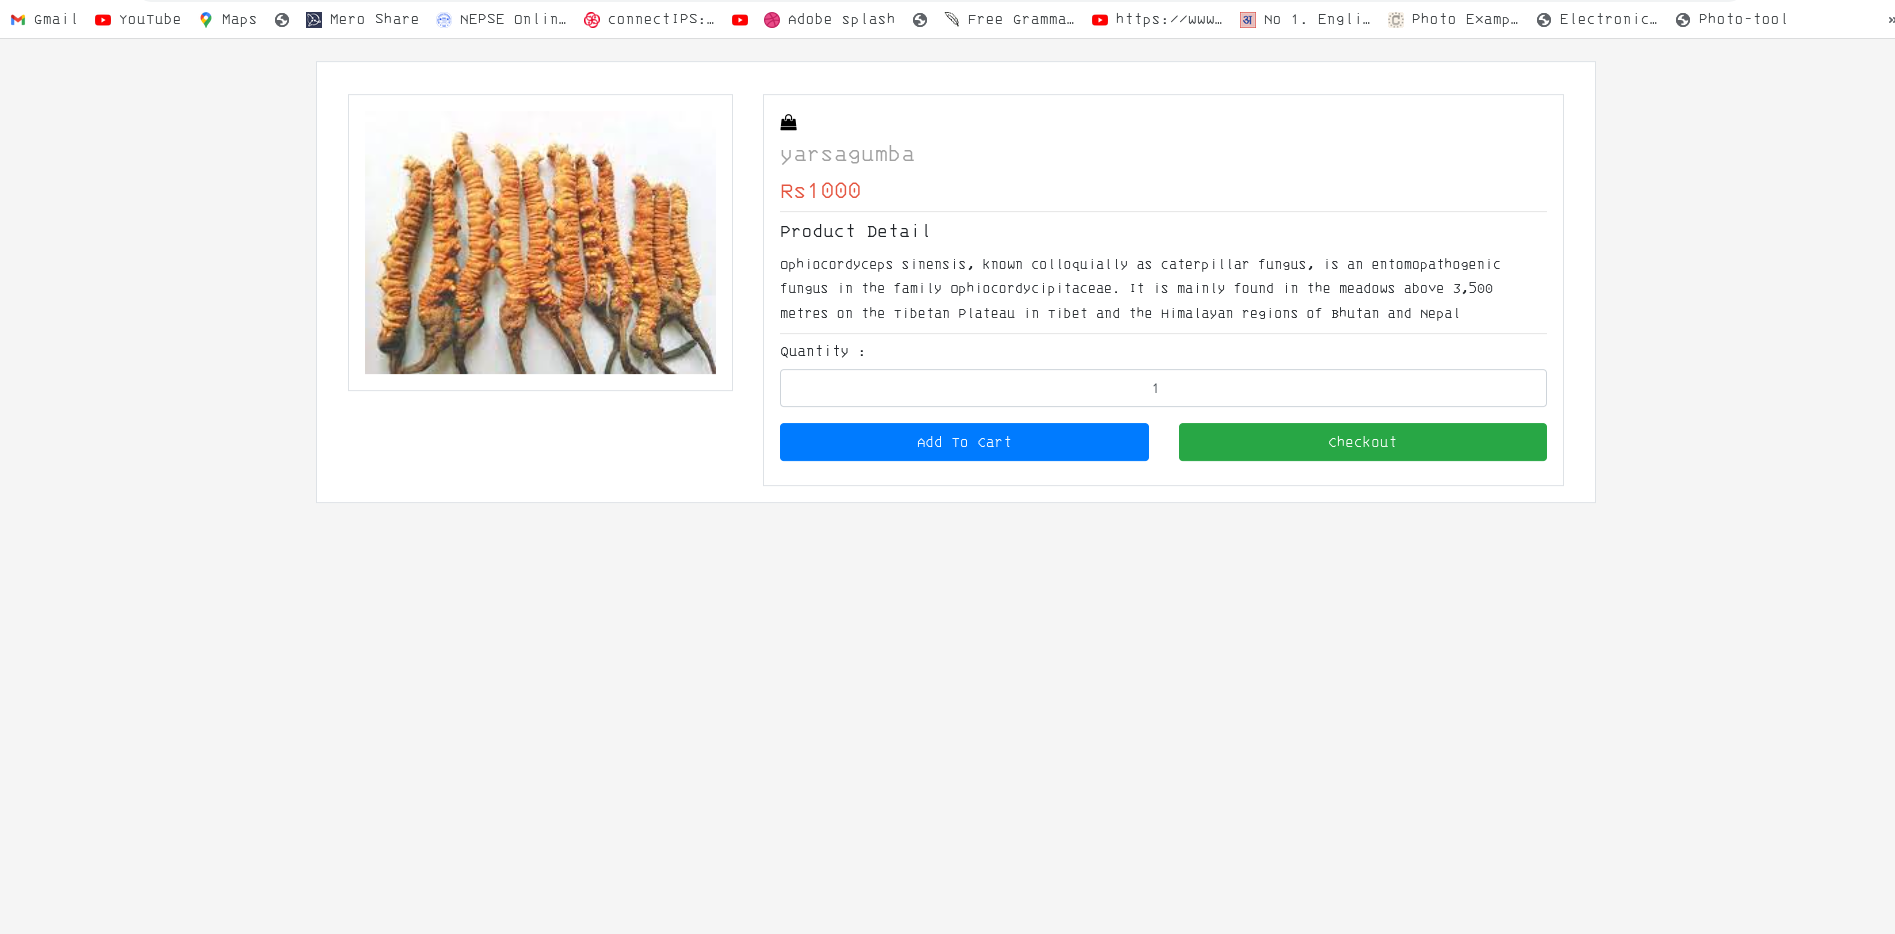 Gmail
YouTube
Maps
Mero Share
NEPSE Onlin…
connectIPS:…
Adobe splash
Free Gramma…
https://www…
No 1. Engli…
Photo Examp…
Electronic…
Photo-tool
»
yarsagumba
Rs1000
Product Detail
Ophiocordyceps sinensis, known colloquially as caterpillar fungus, is an entomopathogenic
fungus in the family Ophiocordycipitaceae. It is mainly found in the meadows above 3,500
metres on the Tibetan Plateau in Tibet and the Himalayan regions of Bhutan and Nepal
Quantity :
1
Add To Cart
Checkout